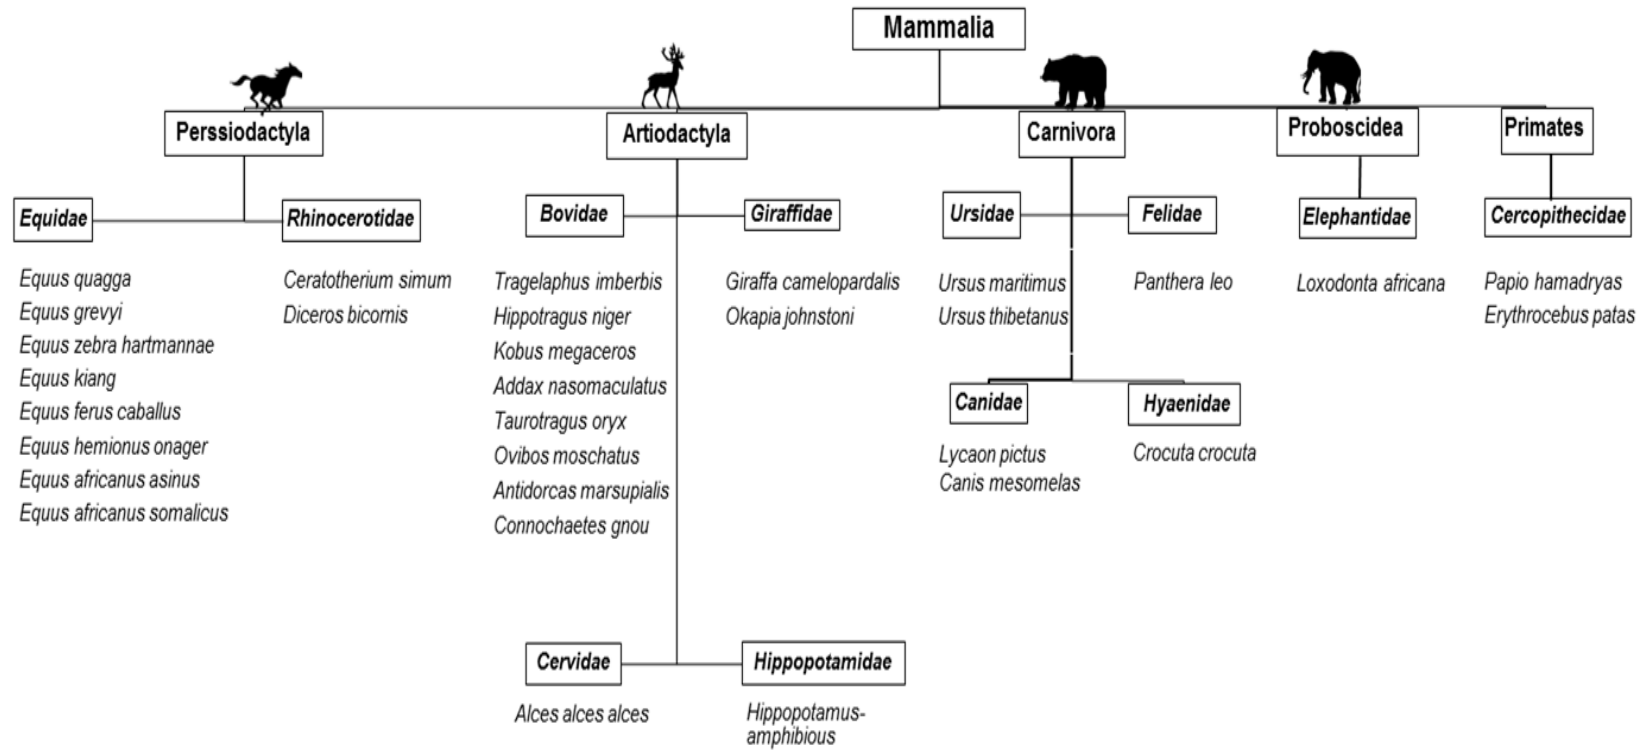 Mammalia
Perssiodactyla
Artiodactyla
Carnivora
Proboscidea
Primates
Equidae
Rhinocerotidae
Bovidae
Giraffidae
Ursidae
Felidae
Elephantidae
Cercopithecidae
Equus quagga
Equus grevyi
Equus zebra hartmannae
Equus kiang
Equus ferus caballus
Equus hemionus onager
Equus africanus asinus
Equus africanus somalicus
Ceratotherium simum
Diceros bicornis
Tragelaphus imberbis
Hippotragus niger
Kobus megaceros
Addax nasomaculatus
Taurotragus oryx
Ovibos moschatus
Antidorcas marsupialis
Connochaetes gnou
Giraffa camelopardalis
Okapia johnstoni
Ursus maritimus
Ursus thibetanus
Panthera leo
Loxodonta africana
Papio hamadryas
Erythrocebus patas
Canidae
Hyaenidae
Lycaon pictus
Canis mesomelas
Crocuta crocuta
Cervidae
Hippopotamidae
Alces alces alces
Hippopotamus-
amphibious